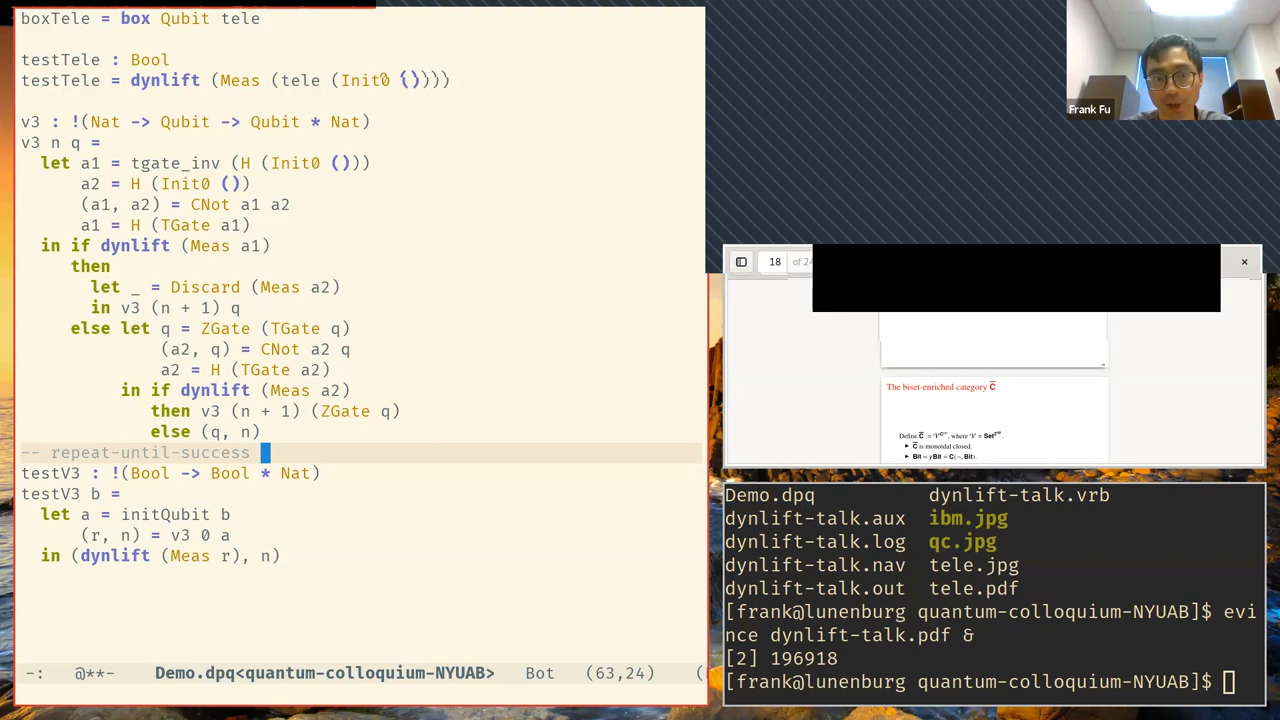 boxTele = box Qubit tele
testTele : Bool
testTele = dynlift (Meas (tele (Init0 ())))
v3 : !(Nat -> Qubit -> Qubit * Nat)
v3 n q =
let a1 = tgate_inv (H (Init0 ()))
a2 = H (Init0 ())
(a1, a2) = CNot a1 a2
a1 = H (TGate a1)
in if dynlift (Meas a1)
then
let _ = Discard (Meas a2)
in v3 (n + 1) q
else let q = ZGate (TGate q)
(a2, q) = CNot a2 q
a2 = H (TGate a2)
in if dynlift (Meas a2)
then v3 (n + 1) (ZGate q)
else (q, n)
-- repeat-until-success
testV3 : !(Bool -> Bool * Nat)
testV3 b =
let a = initQubit b
(r, n) = v3 0 a
in (dynlift (Meas r), n)
-: @**- Demo.dpq<quantum-colloquium-NYUAB> Bot (63,24) (
Frank Fu
18 of 24
The biset-enriched category C̅
▶ C̅ is monoidal closed.
Demo.dpq dynlift-talk.vrb
dynlift-talk.aux ibm.jpg
dynlift-talk.log qc.jpg
dynlift-talk.nav tele.jpg
dynlift-talk.out tele.pdf
[frank@lunenburg quantum-colloquium-NYUAB]$ evi
nce dynlift-talk.pdf &
[2] 196918
[frank@lunenburg quantum-colloquium-NYUAB]$